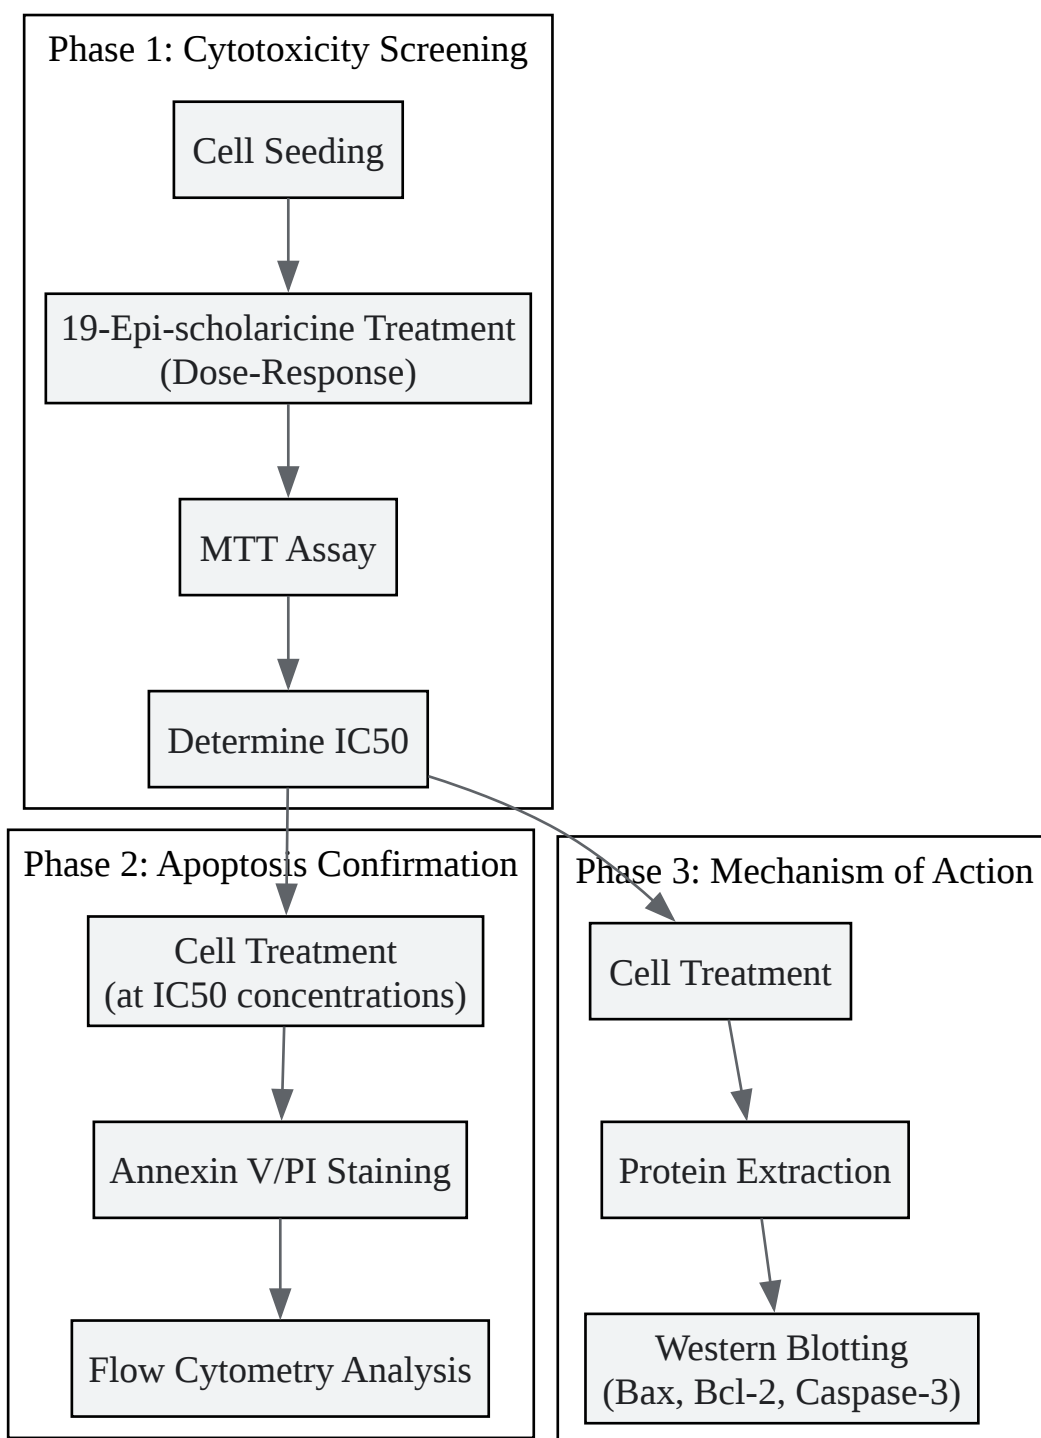 Phase 1: Cytotoxicity Screening
Cell Seeding
19-Epi-scholaricine Treatment
(Dose-Response)
MTT Assay
Determine IC50
Phase 2: Apoptosis Confirmation
Cell Treatment
(at IC50 concentrations)
Annexin V/PI Staining
Flow Cytometry Analysis
Phase 3: Mechanism of Action
Cell Treatment
Protein Extraction
Western Blotting
(Bax, Bcl-2, Caspase-3)